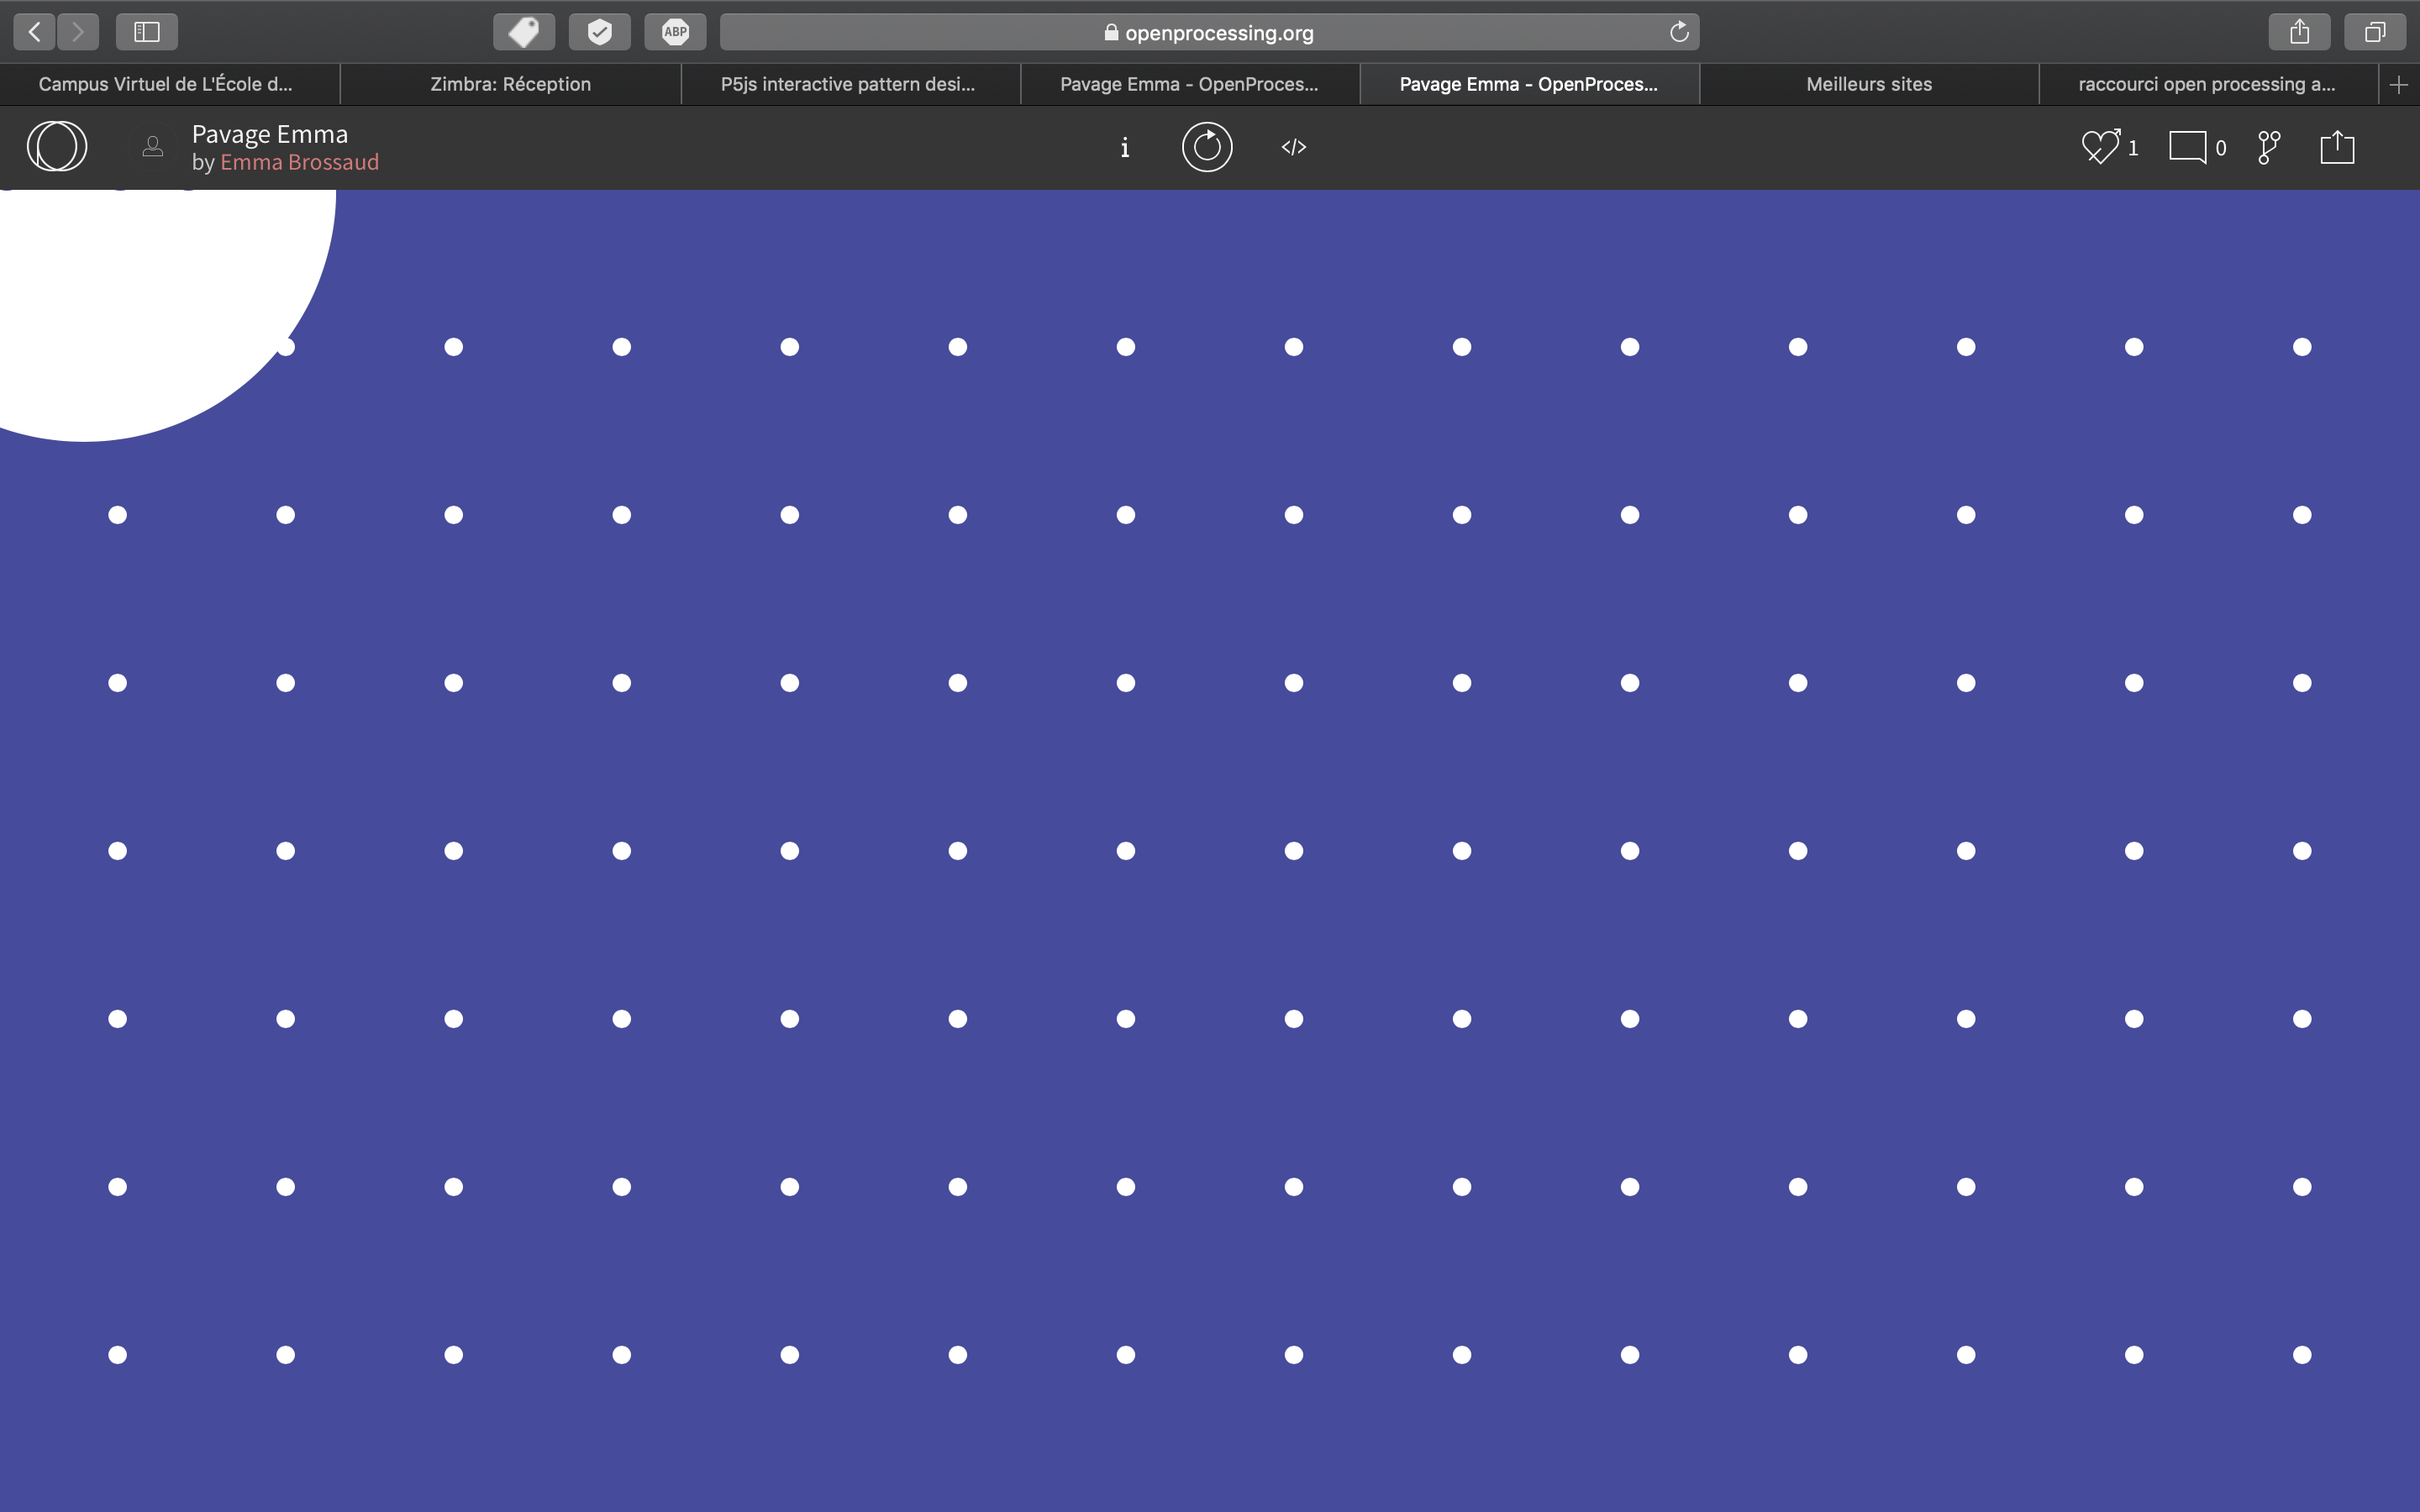 ABP
openprocessing.org
Campus Virtuel de L'École d...
Zimbra: Réception
P5js interactive pattern desi...
Pavage Emma - OpenProces...
Pavage Emma - OpenProces...
Meilleurs sites
raccourci open processing a...
Pavage Emma
by Emma Brossaud
i
</>
1
0